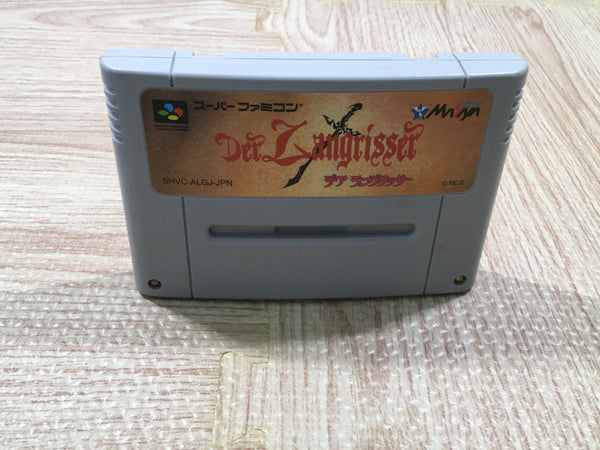 スーパーファミコン®
Masaya
Der Langrisser
デア ラングリッサー
SHVC-ALGJ-JPN
© NCS